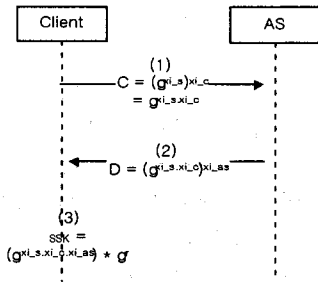 Client
AS
(1)
C = (g^xi_s)^xi_c
= g^xi_s.xi_c
(2)
D = (g^xi_s.xi_c)^xi_as
(3)
SSK =
(g^xi_s.xi_c.xi_as) * g^r